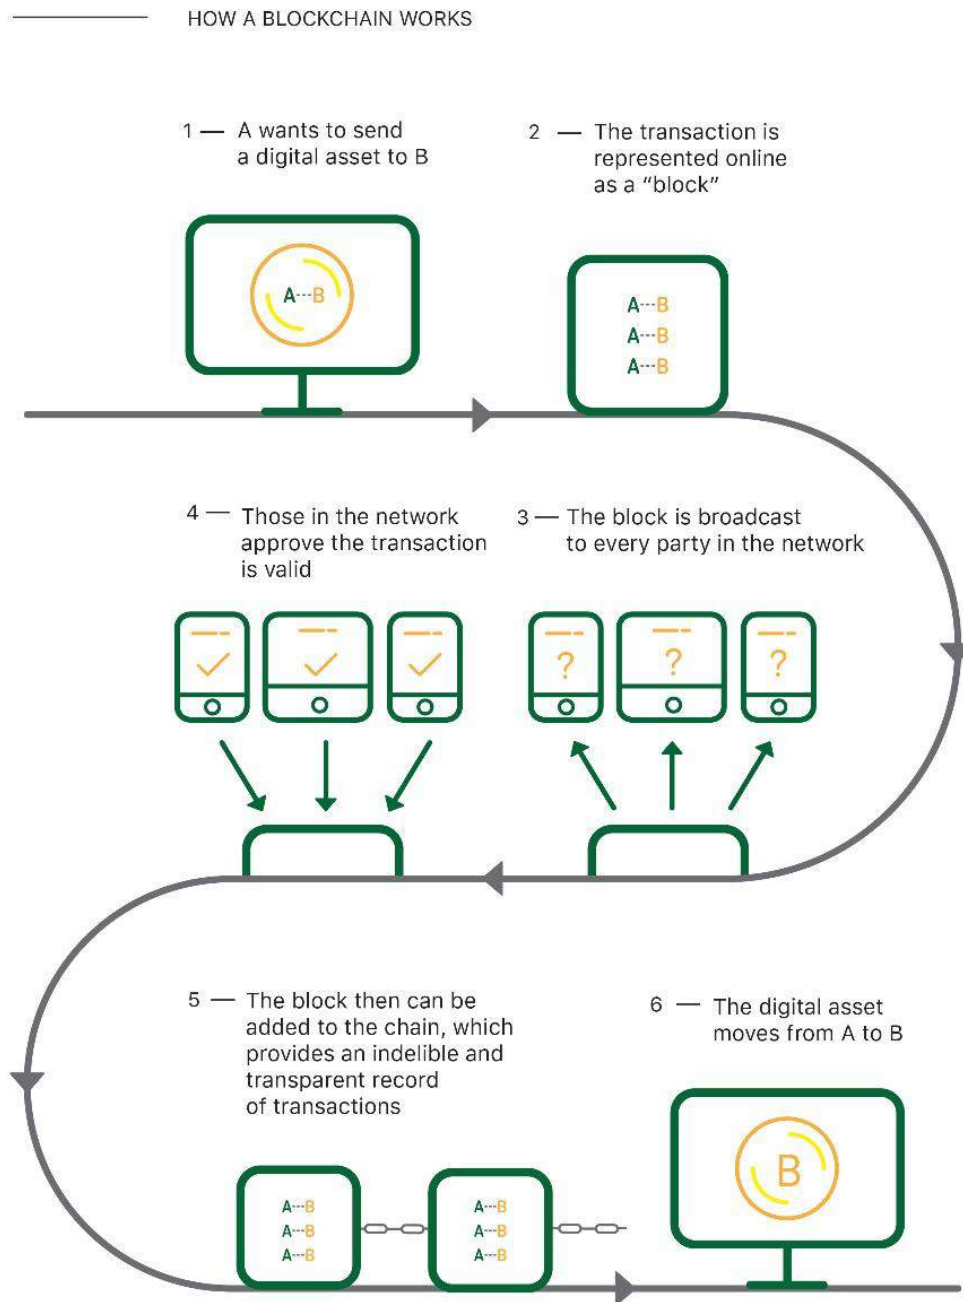 HOW A BLOCKCHAIN WORKS
1 — A wants to send
a digital asset to B
2 — The transaction is
represented online
as a “block”
A---B
A---B
A---B
A---B
3 — The block is broadcast
to every party in the network
?
?
?
4 — Those in the network
approve the transaction
is valid
5 — The block then can be
added to the chain, which
provides an indelible and
transparent record
of transactions
A---B
A---B
A---B
A---B
A---B
A---B
6 — The digital asset
moves from A to B
B